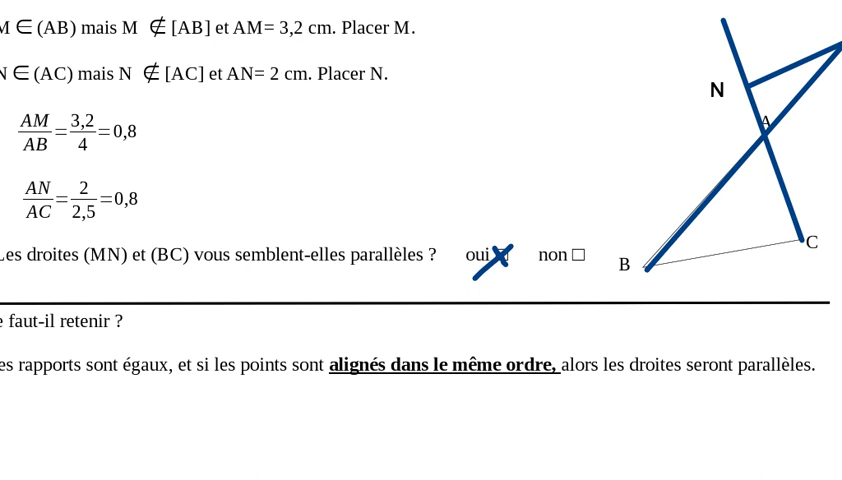 M ∈ (AB) mais M ∉ [AB] et AM= 3,2 cm. Placer M.
N ∈ (AC) mais N ∉ [AC] et AN= 2 cm. Placer N.
N
A
AM/AB = 3,2/4 = 0,8
AN/AC = 2/2,5 = 0,8
Les droites (MN) et (BC) vous semblent-elles parallèles ? oui ☒ non □
C
B
e faut-il retenir ?
es rapports sont égaux, et si les points sont alignés dans le même ordre, alors les droites seront parallèles.